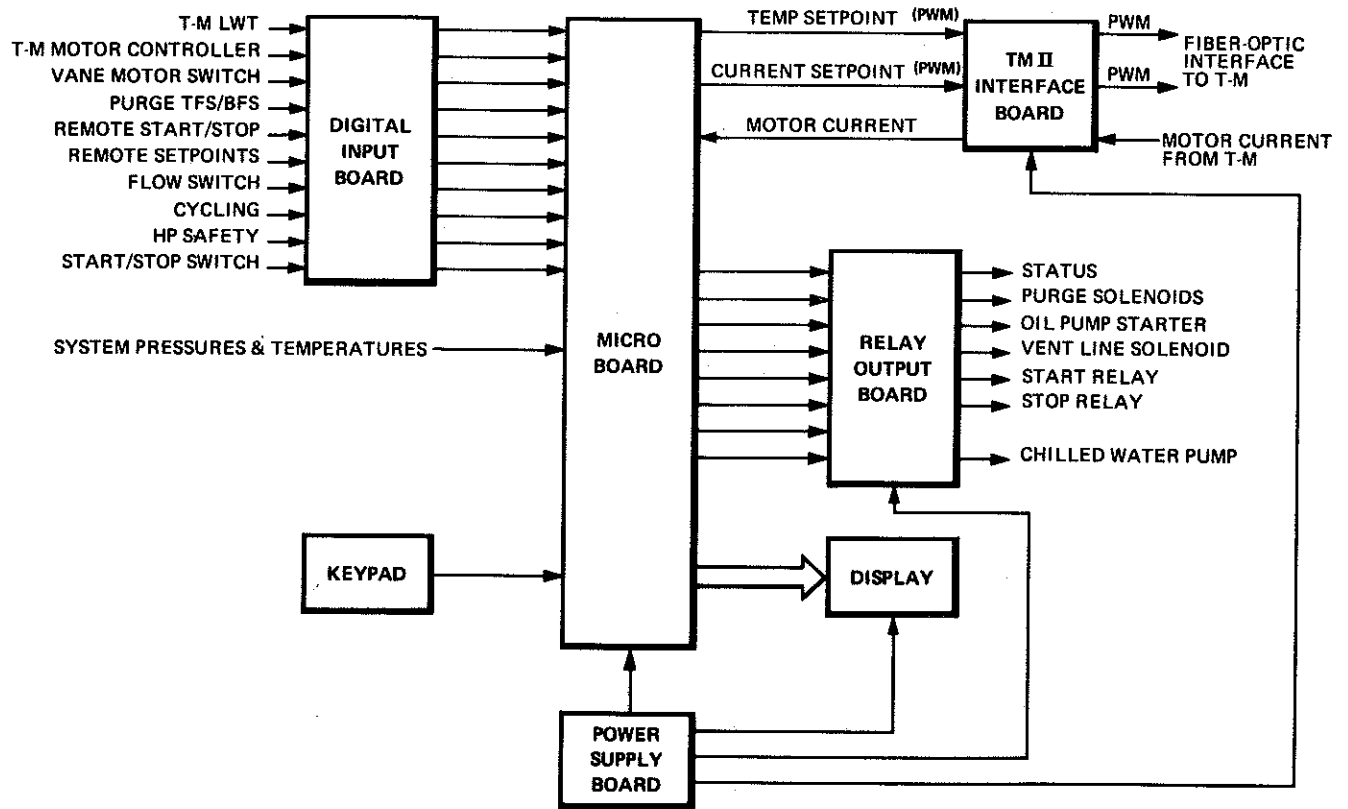 T-M LWT
T-M MOTOR CONTROLLER
VANE MOTOR SWITCH
PURGE TFS/BFS
REMOTE START/STOP
REMOTE SETPOINTS
FLOW SWITCH
CYCLING
HP SAFETY
START/STOP SWITCH
DIGITAL
INPUT
BOARD
SYSTEM PRESSURES & TEMPERATURES
KEYPAD
MICRO
BOARD
POWER
SUPPLY
BOARD
TEMP SETPOINT (PWM)
CURRENT SETPOINT (PWM)
MOTOR CURRENT
TM II
INTERFACE
BOARD
PWM
PWM
FIBER-OPTIC
INTERFACE
TO T-M
MOTOR CURRENT
FROM T-M
RELAY
OUTPUT
BOARD
STATUS
PURGE SOLENOIDS
OIL PUMP STARTER
VENT LINE SOLENOID
START RELAY
STOP RELAY
CHILLED WATER PUMP
DISPLAY